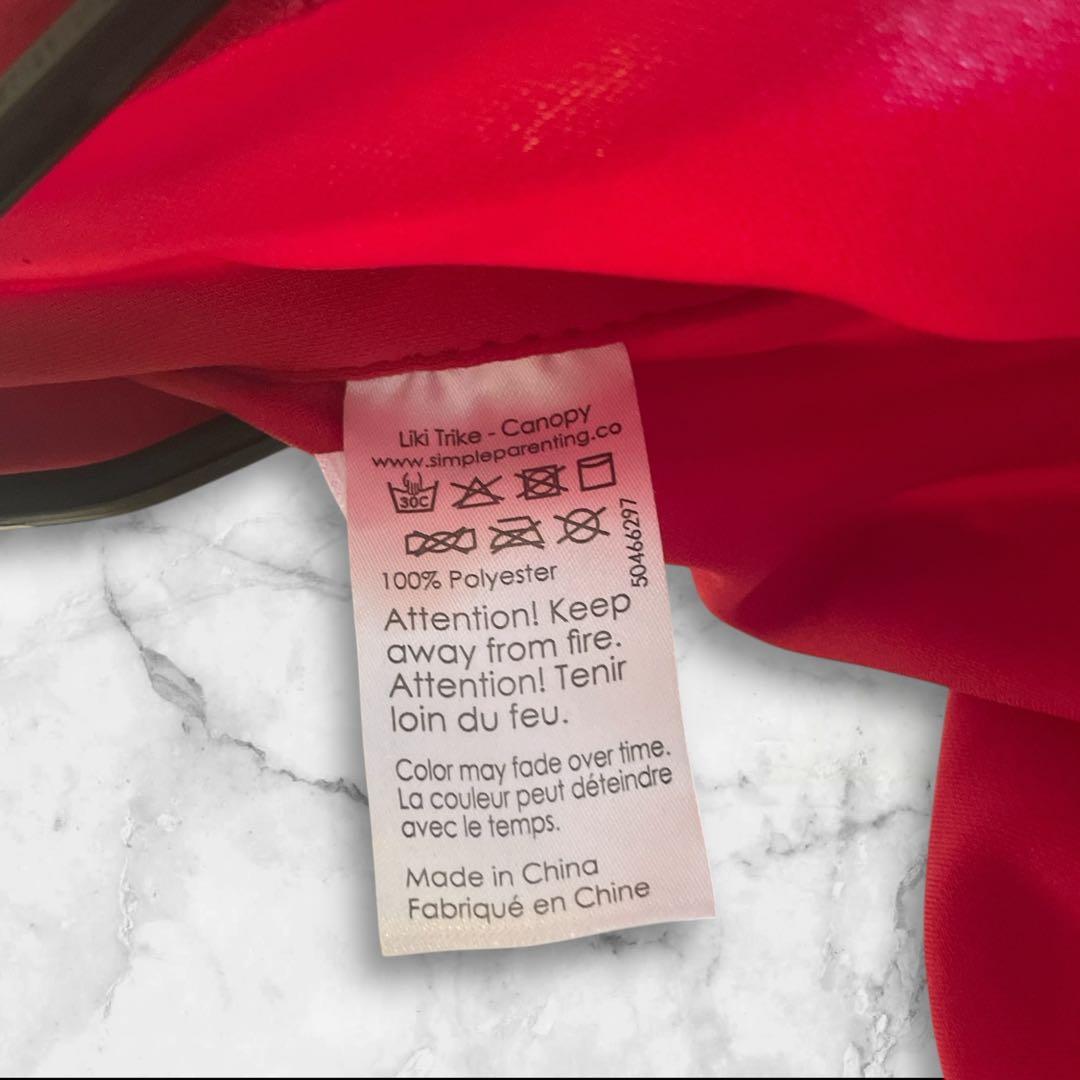 Liki Trike - Canopy
www.simpleparenting.co
30C
50466297
100% Polyester
Attention! Keep
away from fire.
Attention! Tenir
loin du feu.
Color may fade over time.
La couleur peut déteindre
avec le temps.
Made in China
Fabriqué en Chine